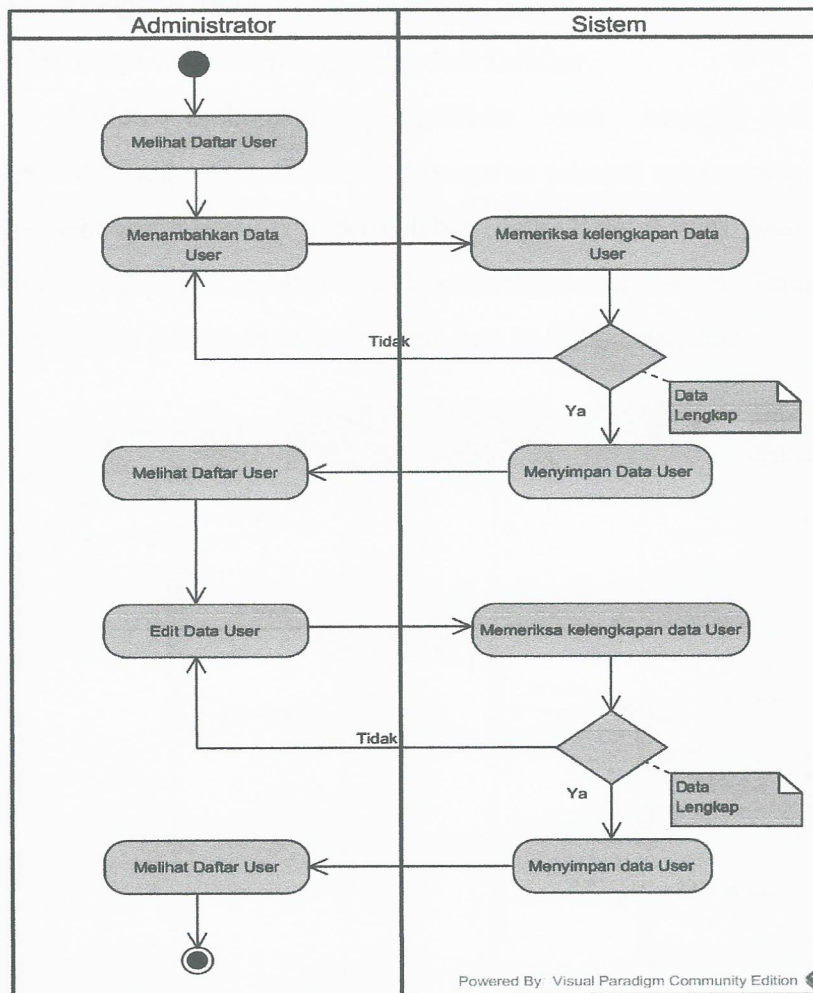 Administrator
Sistem
Melihat Daftar User
Menambahkan Data
User
Memeriksa kelengkapan Data
User
Tidak
Data
Lengkap
Ya
Melihat Daftar User
Menyimpan Data User
Edit Data User
Memeriksa kelengkapan data User
Tidak
Data
Lengkap
Ya
Melihat Daftar User
Menyimpan data User
Powered By Visual Paradigm Community Edition